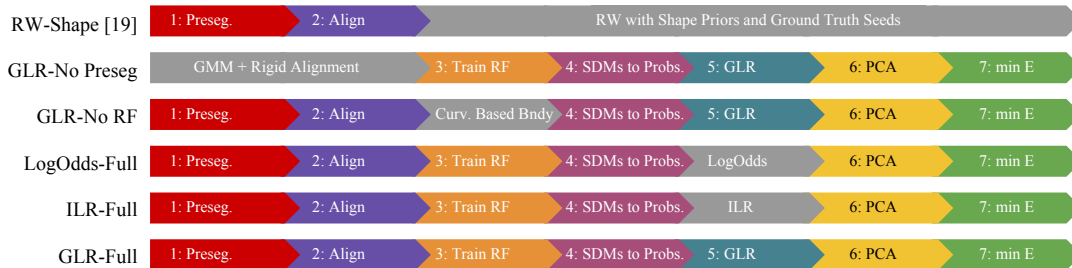 RW-Shape [19] 1: Preseg. 2: Align RW with Shape Priors and Ground Truth Seeds
GLR-No Preseg GMM + Rigid Alignment 3: Train RF 4: SDMs to Probs. 5: GLR 6: PCA 7: min E
GLR-No RF 1: Preseg. 2: Align Curv. Based Bndy 4: SDMs to Probs. 5: GLR 6: PCA 7: min E
LogOdds-Full 1: Preseg. 2: Align 3: Train RF 4: SDMs to Probs. LogOdds 6: PCA 7: min E
ILR-Full 1: Preseg. 2: Align 3: Train RF 4: SDMs to Probs. ILR 6: PCA 7: min E
GLR-Full 1: Preseg. 2: Align 3: Train RF 4: SDMs to Probs. 5: GLR 6: PCA 7: min E